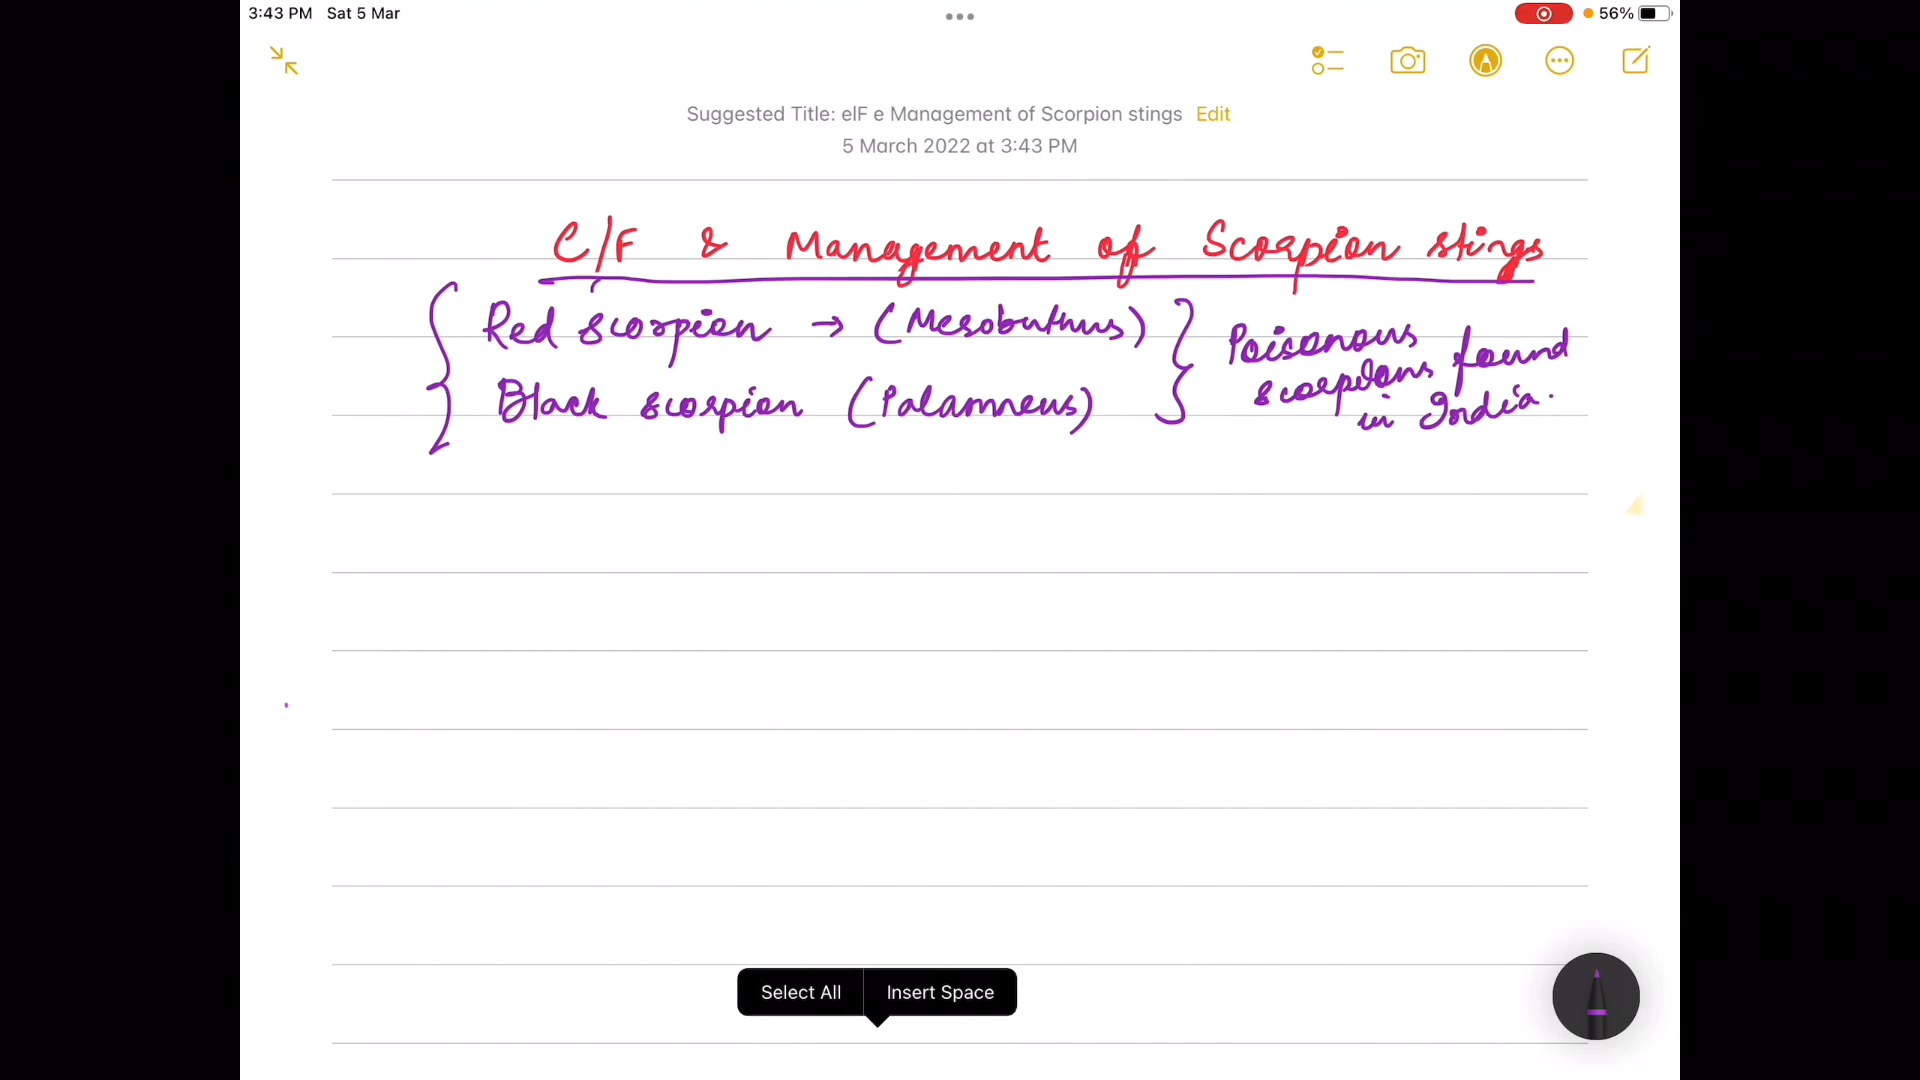 3:43 PM Sat 5 Mar
56%
Suggested Title: elF e Management of Scorpion stings Edit
5 March 2022 at 3:43 PM
C/F & Management of Scorpion stings
Red scorpion → (Mesobuthus)
Black scorpion (Palamneus)
Poisonous
scorpions found
in India.
Select All Insert Space